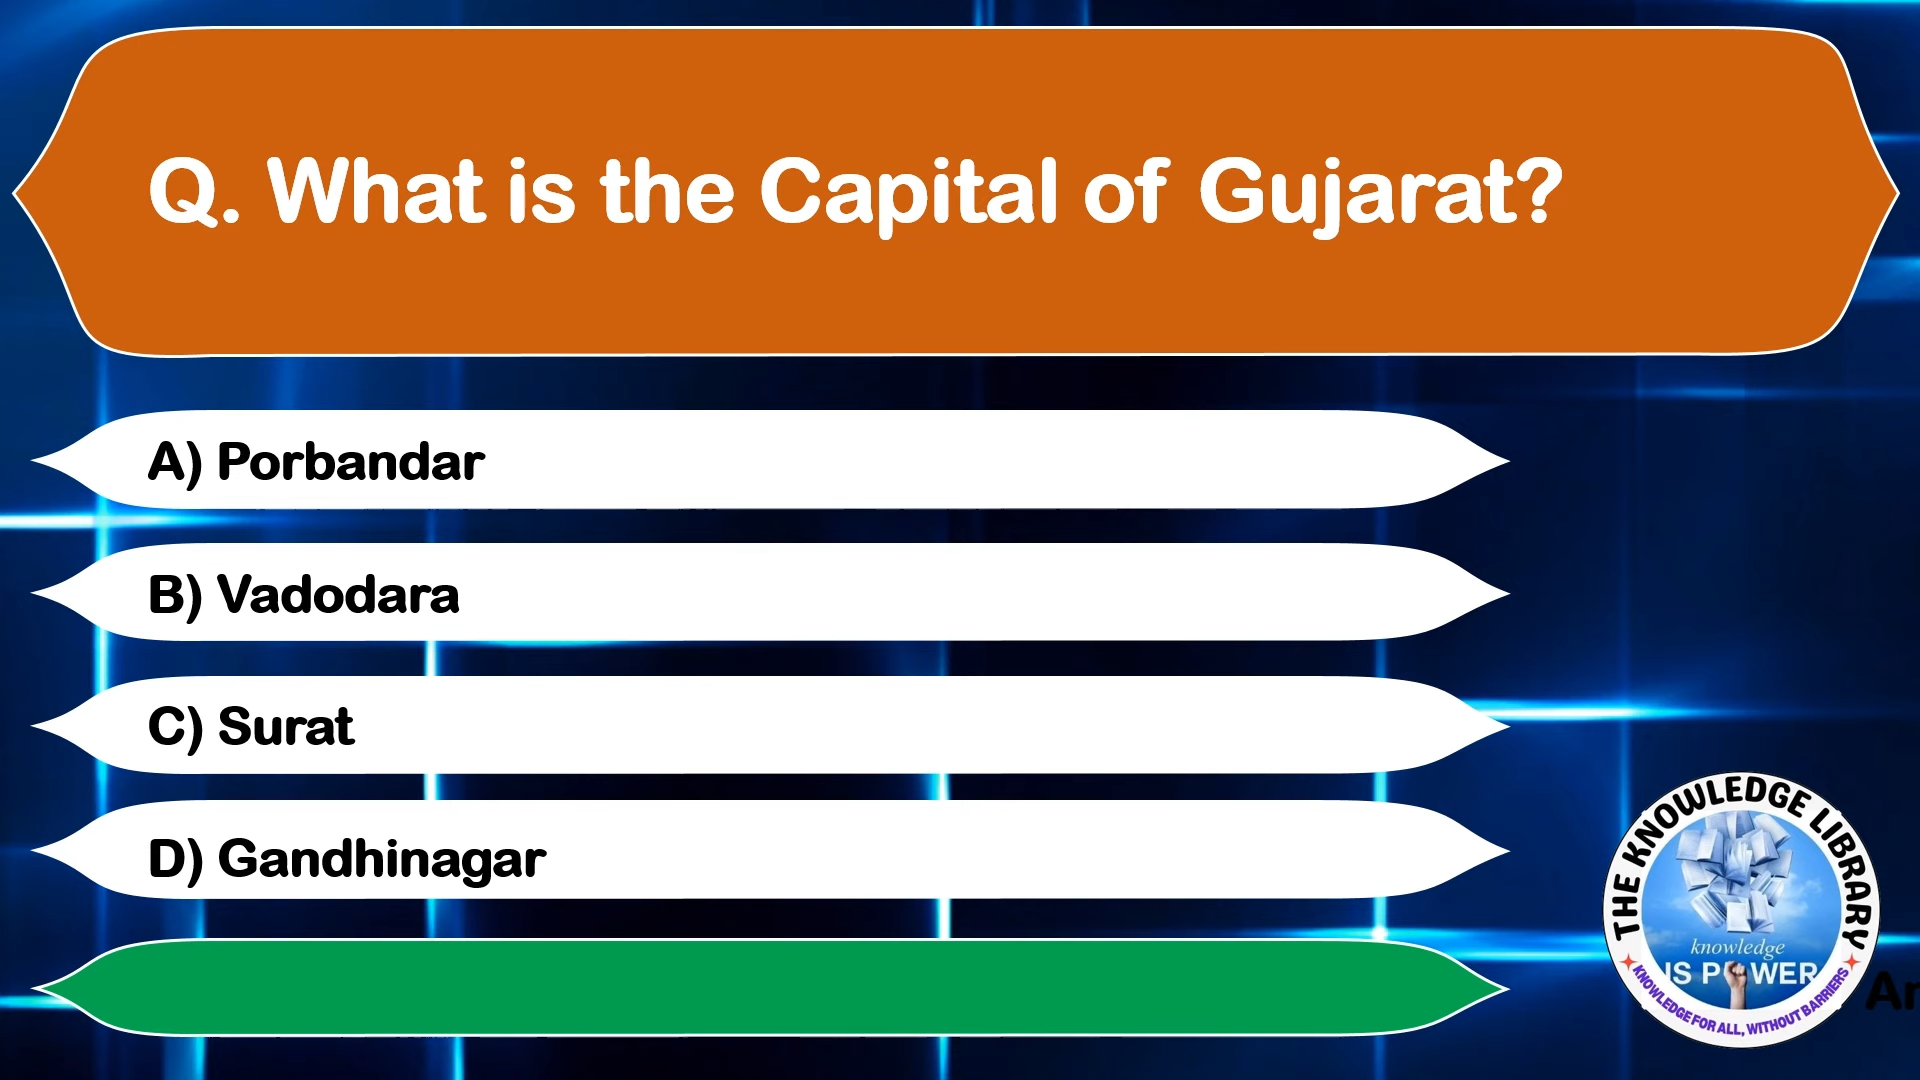 Q. What is the Capital of Gujarat?
A) Porbandar
B) Vadodara
C) Surat
D) Gandhinagar
THE KNOWLEDGE LIBRARY
knowledge
IS POWER
KNOWLEDGE FOR ALL, WITHOUT BARRIERS